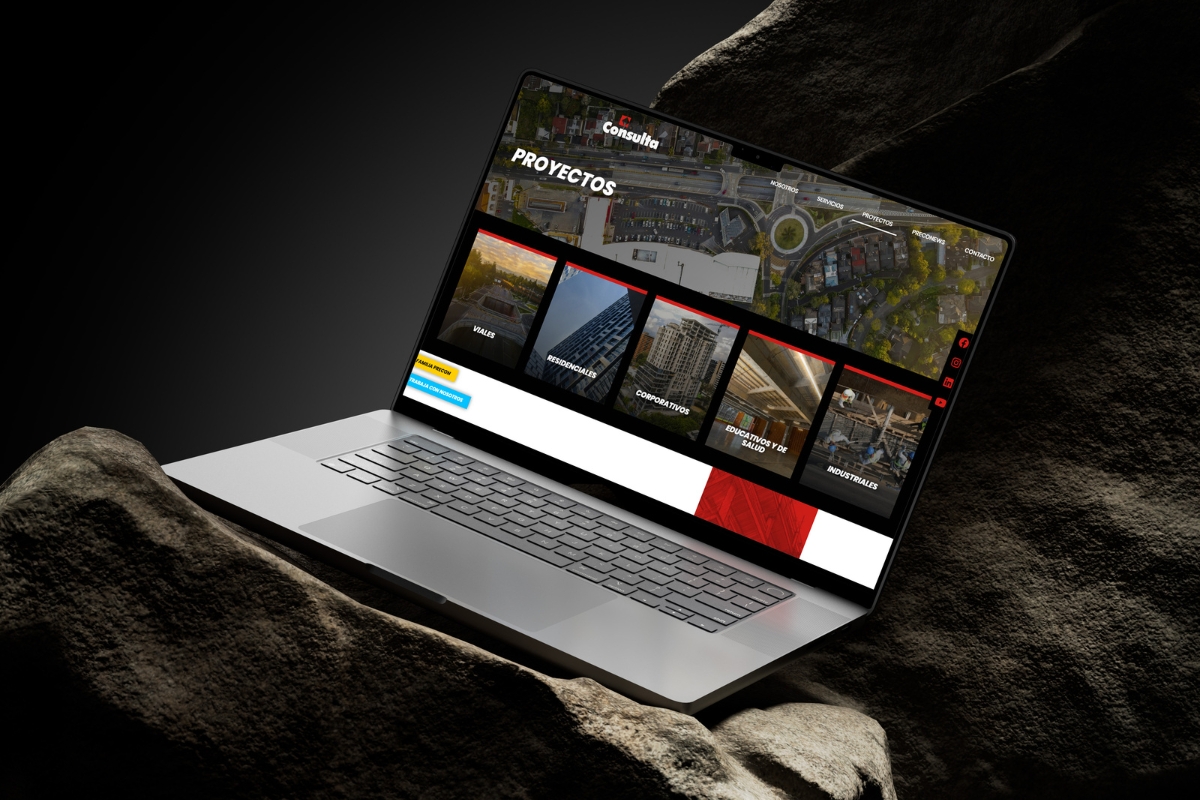 Consulta
PROYECTOS
NOSOTROS
SERVICIOS
PROYECTOS
PRECONEWS
CONTACTO
VIALES
RESIDENCIALES
CORPORATIVOS
EDUCATIVOS Y DE
SALUD
INDUSTRIALES
FAMILIA PRECON
TRABAJA CON NOSOTROS